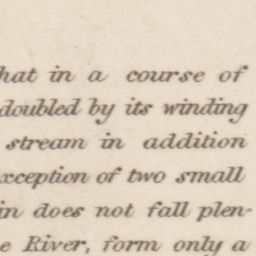 hat in a course of
doubled by its winding
stream in addition
xception of two small
in does not fall plen-
e River, form only a